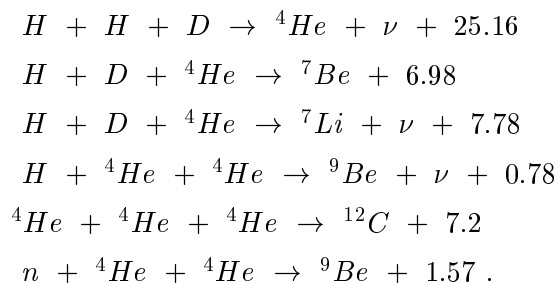 H + H + D → ⁴He + ν + 25.16
H + D + ⁴He → ⁷Be + 6.98
H + D + ⁴He → ⁷Li + ν + 7.78
H + ⁴He + ⁴He → ⁹Be + ν + 0.78
⁴He + ⁴He + ⁴He → ¹²C + 7.2
n + ⁴He + ⁴He → ⁹Be + 1.57 .